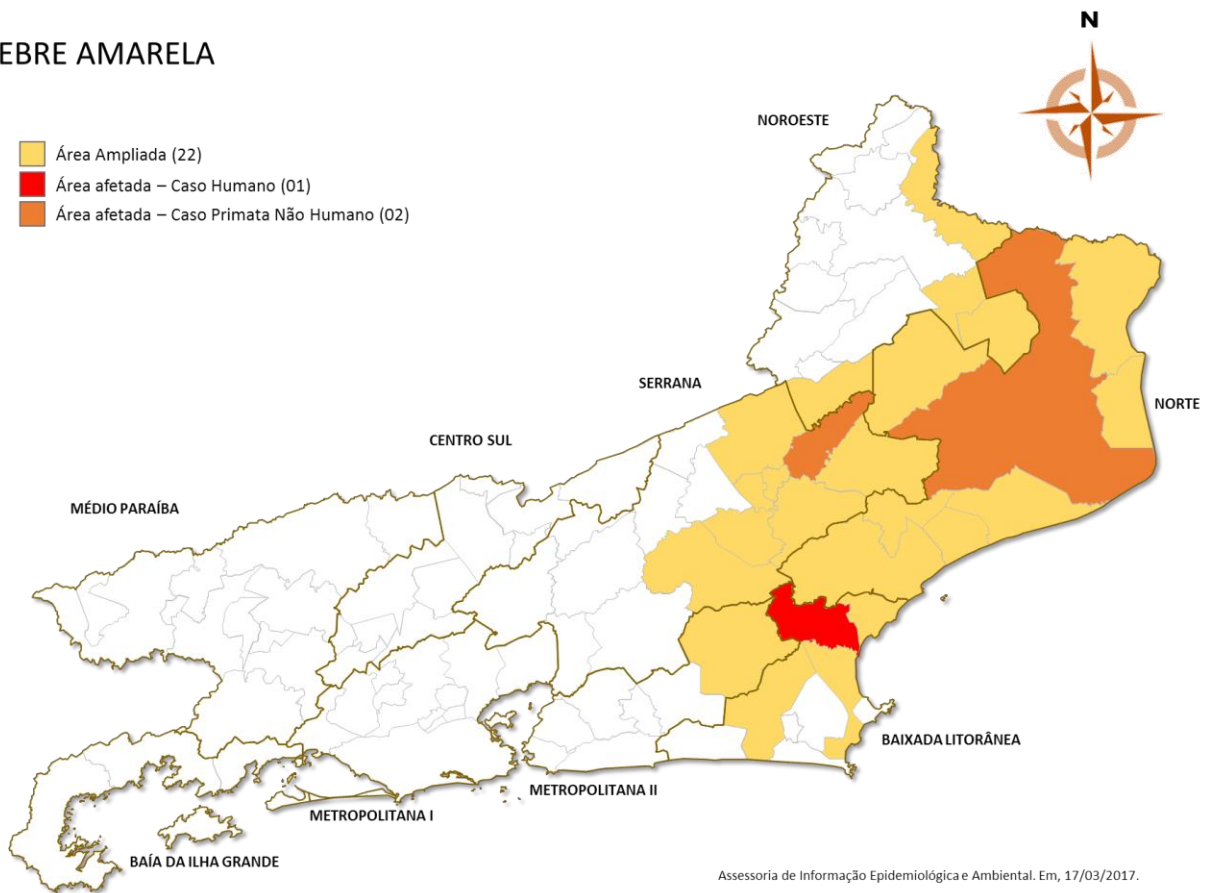 EBRE AMARELA
N
Área Ampliada (22)
Área afetada – Caso Humano (01)
Área afetada – Caso Primata Não Humano (02)
NOROESTE
SERRANA
NORTE
CENTRO SUL
MÉDIO PARAÍBA
BAIXADA LITORÂNEA
METROPOLITANA II
METROPOLITANA I
BAÍA DA ILHA GRANDE
Assessoria de Informação Epidemiológica e Ambiental. Em, 17/03/2017.